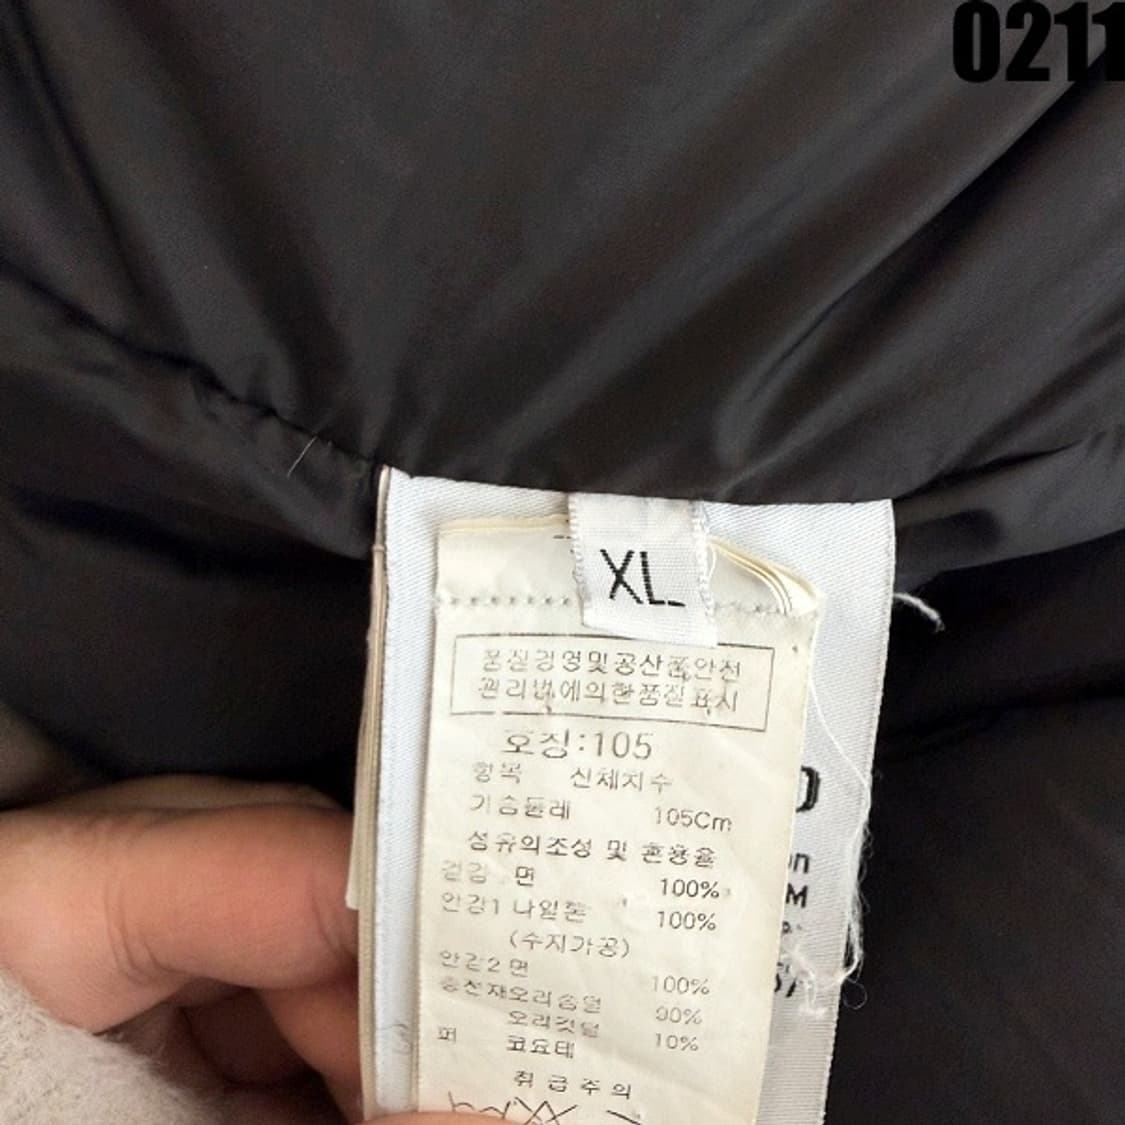 0211
XL
품질경영및공산품안전
관리법에의한품질표시
호칭:105
항목 신체치수
가슴둘레 105Cm
섬유의조성 및 혼용율
겉감 면 100%
안감1 나일론 100%
(수지가공)
안감2 면 100%
충전재 오리솜털 90%
오리깃털 10%
퍼 코요테
취급주의